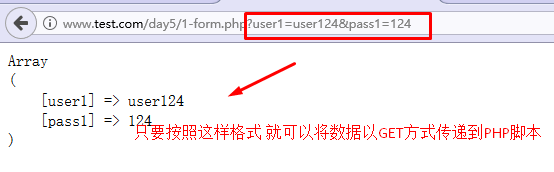 www.test.com/day5/1-form.php?user1=user124&pass1=124
Array
(
[user1] => user124
[pass1] => 124
只要按照这样格式 就可以将数据以GET方式传递到PHP脚本
)